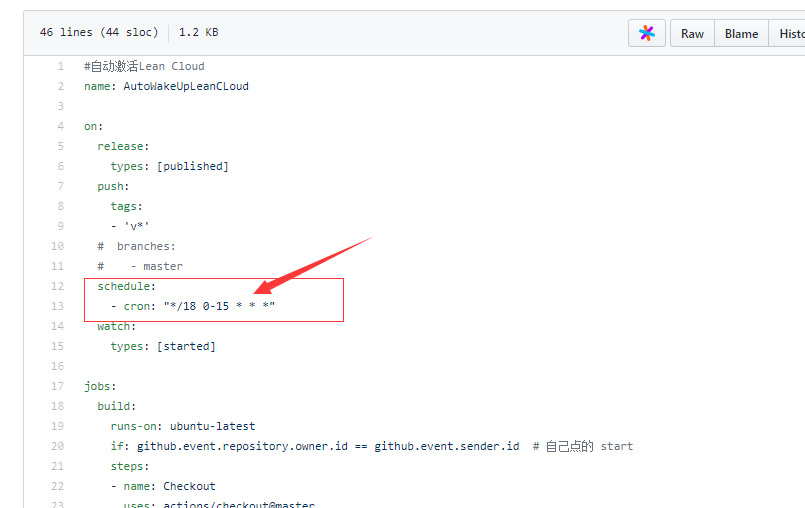 46 lines (44 sloc) 1.2 KB
Raw Blame Histo
1 #自动激活Lean Cloud
2 name: AutoWakeUpLeanCLoud
3
4 on:
5 release:
6 types: [published]
7 push:
8 tags:
9 - 'v*'
10 # branches:
11 # - master
12 schedule:
13 - cron: "*/18 0-15 * * *"
14 watch:
15 types: [started]
16
17 jobs:
18 build:
19 runs-on: ubuntu-latest
20 if: github.event.repository.owner.id == github.event.sender.id # 自己点的 start
21 steps:
22 - name: Checkout
23 uses: actions/checkout@master